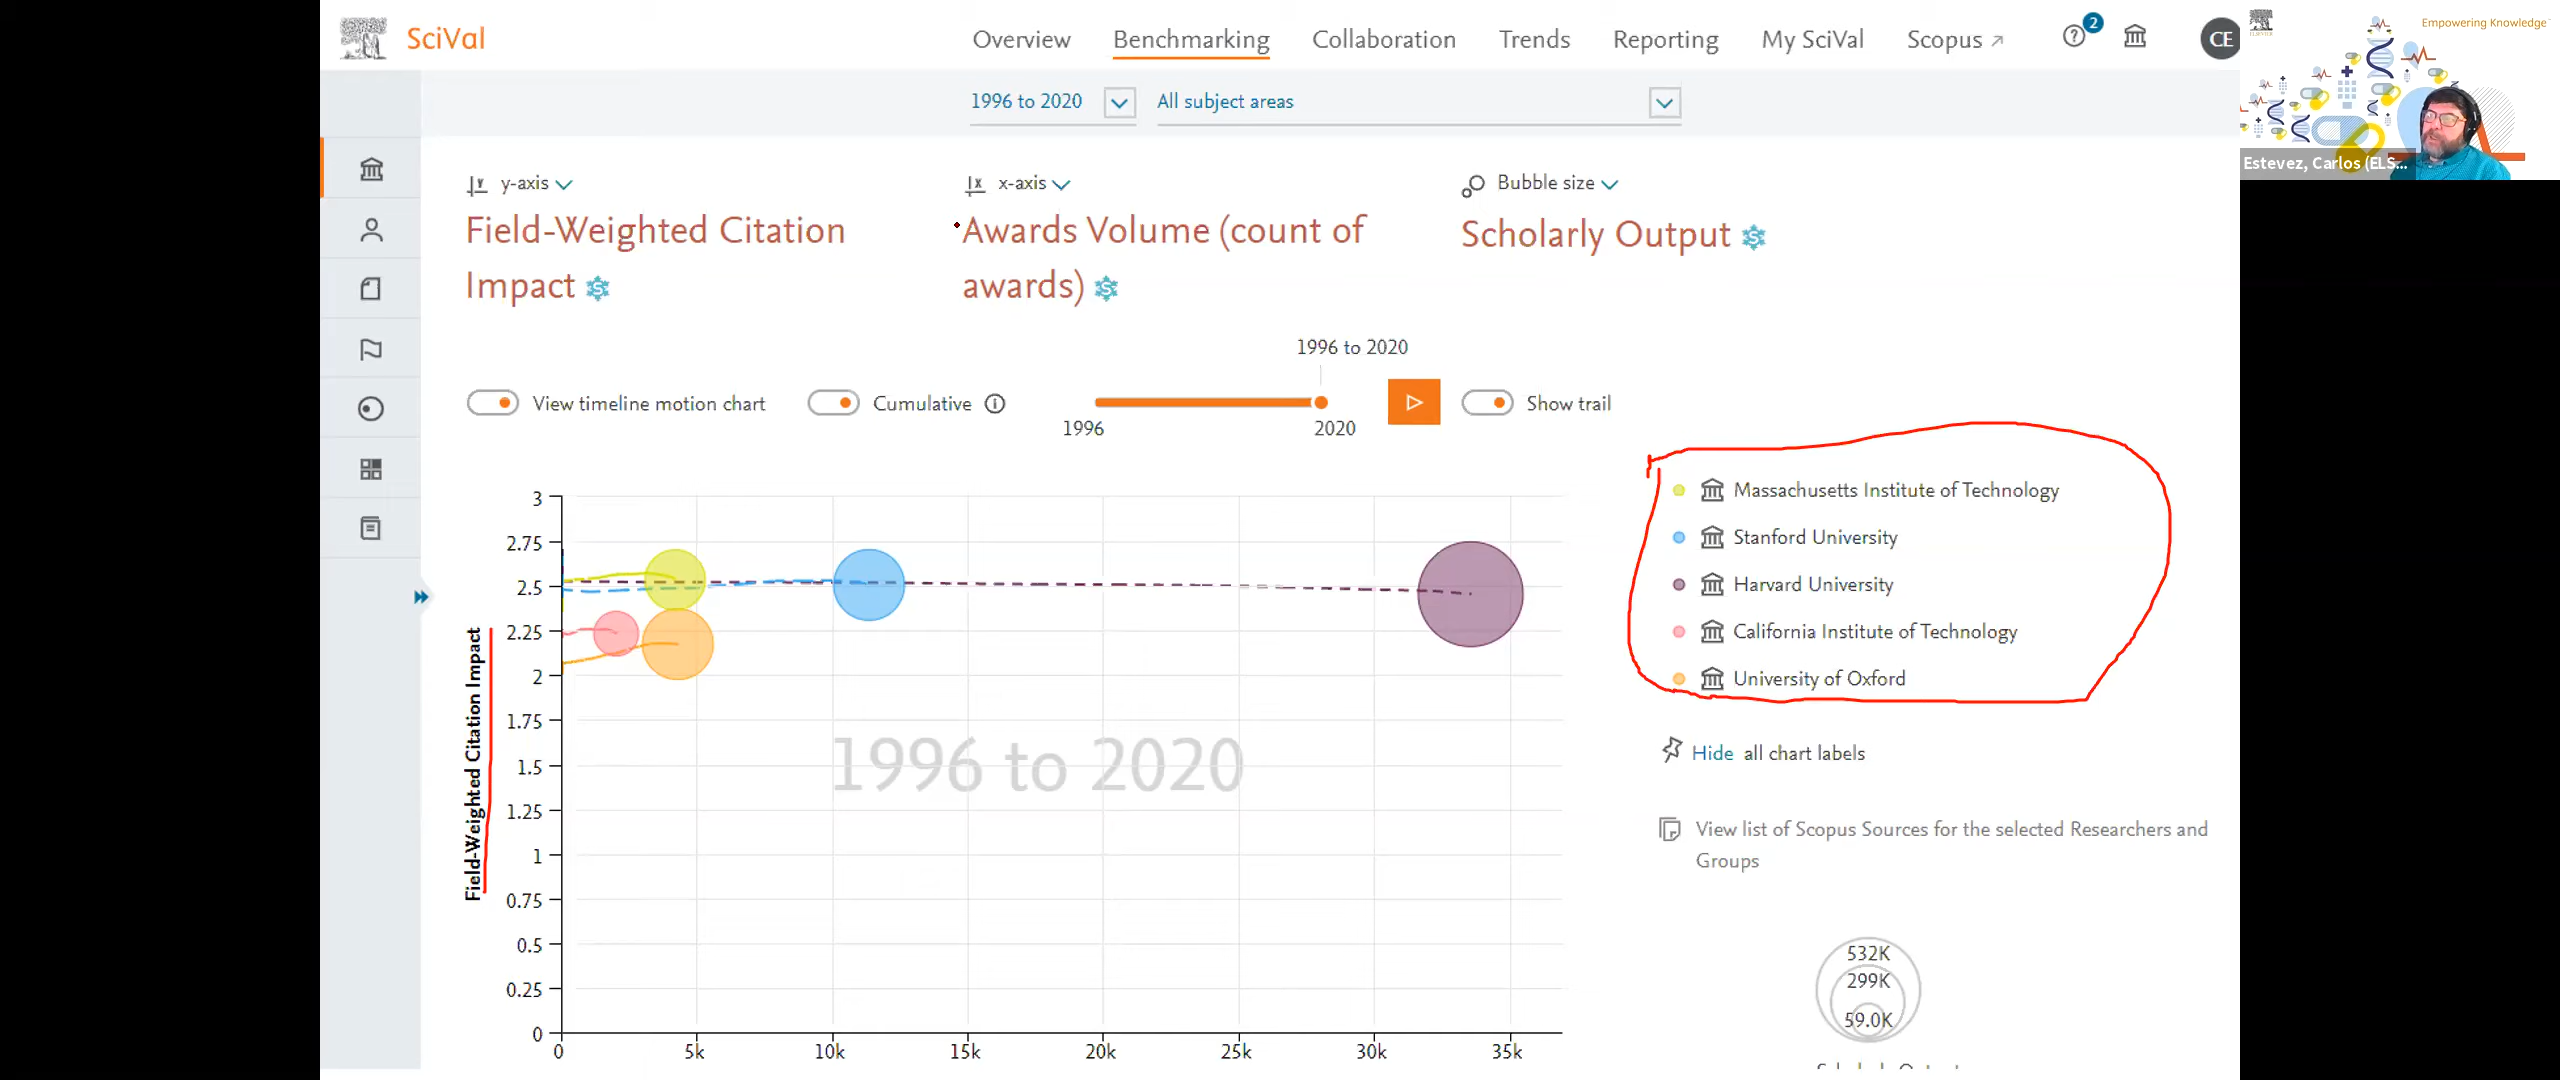 SciVal
Overview Benchmarking Collaboration Trends Reporting My SciVal Scopus ↗ 2 CE
Empowering Knowledge
Estevez, Carlos (ELS...
1996 to 2020 All subject areas
y-axis x-axis Bubble size
Field-Weighted Citation
Impact
Awards Volume (count of
awards)
Scholarly Output
1996 to 2020
View timeline motion chart Cumulative Show trail
1996 2020
3
2.75
2.5
2.25
2
1.75
1.5
1.25
1
0.75
0.5
0.25
0
Field-Weighted Citation Impact
1996 to 2020
0 5k 10k 15k 20k 25k 30k 35k
Massachusetts Institute of Technology
Stanford University
Harvard University
California Institute of Technology
University of Oxford
Hide all chart labels
View list of Scopus Sources for the selected Researchers and
Groups
532K
299K
59.0K